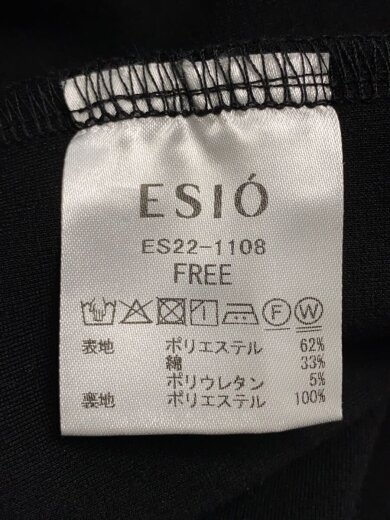 ESIÓ
ES22-1108
FREE
F W
表地 ポリエステル 62%
綿 33%
ポリウレタン 5%
裏地 ポリエステル 100%